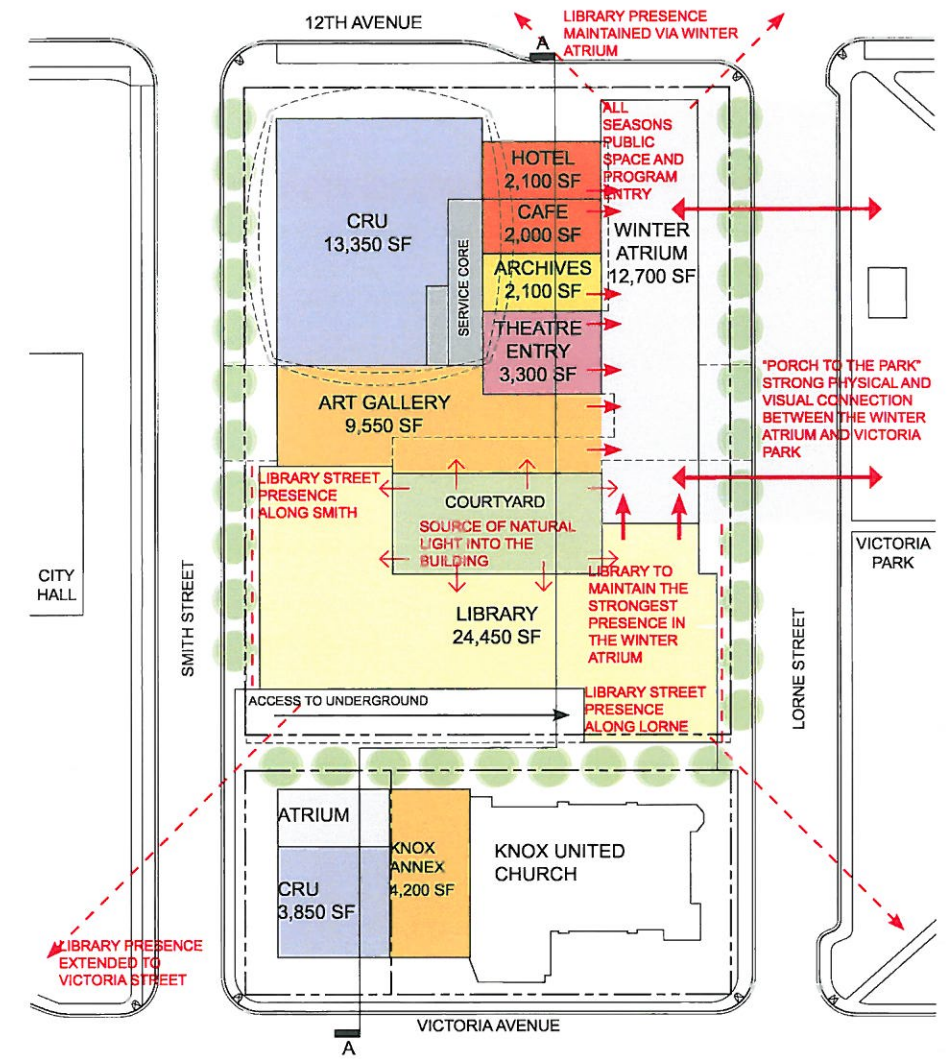 12TH AVENUE
A
LIBRARY PRESENCE
MAINTAINED VIA WINTER
ATRIUM
ALL
SEASONS
PUBLIC
SPACE AND
PROGRAM
ENTRY
HOTEL
2,100 SF
CAFE
2,000 SF
CRU
13,350 SF
SERVICE CORE
WINTER
ATRIUM
12,700 SF
ARCHIVES
2,100 SF
THEATRE
ENTRY
3,300 SF
"PORCH TO THE PARK"
STRONG PHYSICAL AND
VISUAL CONNECTION
BETWEEN THE WINTER
ATRIUM AND VICTORIA
PARK
ART GALLERY
9,550 SF
LIBRARY STREET
PRESENCE
ALONG SMITH
COURTYARD
SOURCE OF NATURAL
LIGHT INTO THE
BUILDING
VICTORIA
PARK
CITY
HALL
SMITH STREET
LIBRARY
24,450 SF
LIBRARY TO
MAINTAIN THE
STRONGEST
PRESENCE IN
THE WINTER
ATRIUM
LORNE STREET
ACCESS TO UNDERGROUND
LIBRARY STREET
PRESENCE
ALONG LORNE
ATRIUM
KNOX
ANNEX
4,200 SF
KNOX UNITED
CHURCH
CRU
3,850 SF
LIBRARY PRESENCE
EXTENDED TO
VICTORIA STREET
VICTORIA AVENUE
A